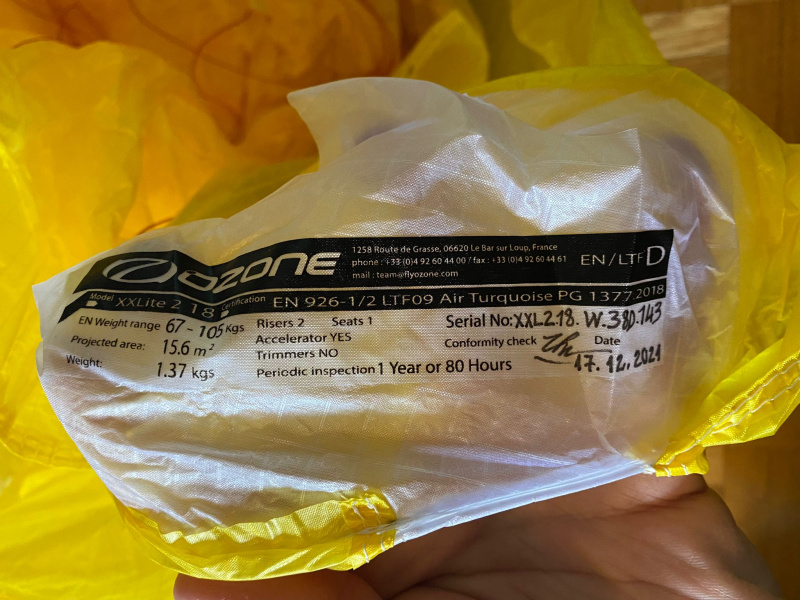 OZONE
1258 Route de Grasse, 06620 Le Bar sur Loup, France
phone : +33 (0)4 92 60 44 00 / fax : +33 (0)4 92 60 44 61
mail : team@flyozone.com
EN/LTF D
Model XXLite 2 18 Certification EN 926-1/2 LTF09 Air Turquoise PG 1377.2018
EN Weight range 67 - 105 Kgs
Projected area: 15.6 m²
Weight: 1.37 kgs
Risers 2 Seats 1
Accelerator YES
Trimmers NO
Periodic inspection 1 Year or 80 Hours
Serial No: XXL2.18. W.38D.143
Conformity check Date
17.12.2021